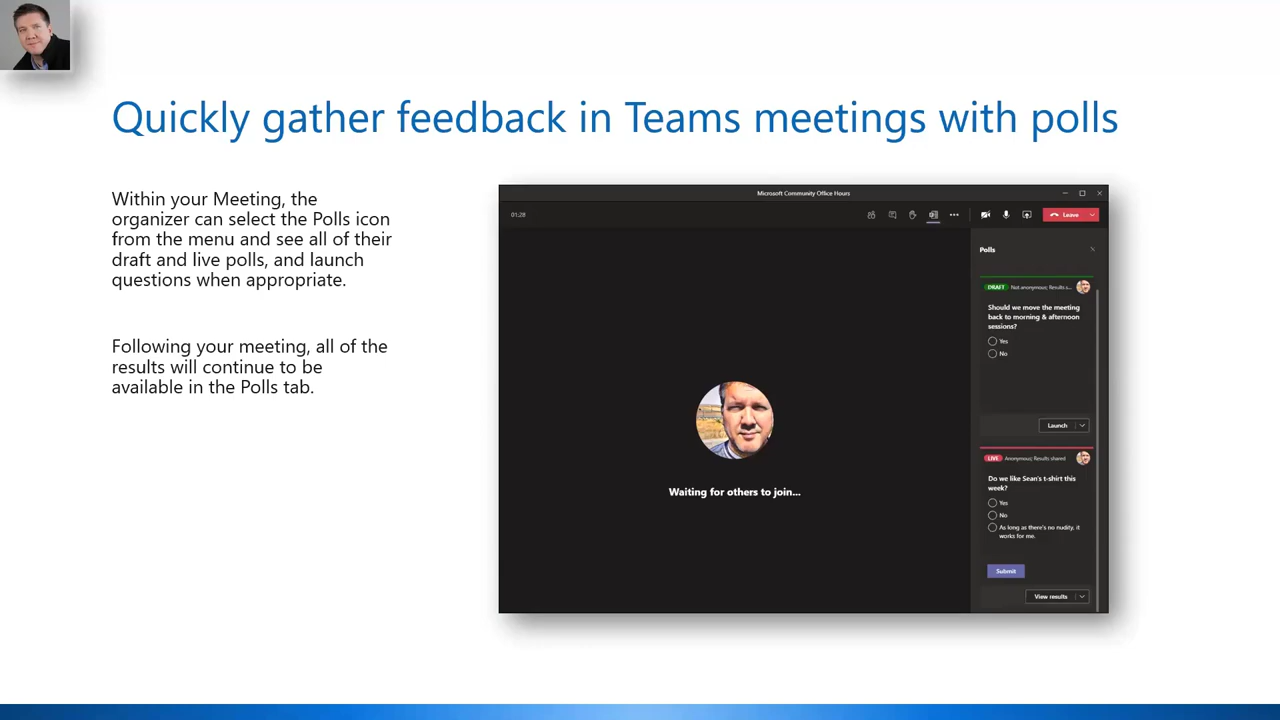 Quickly gather feedback in Teams meetings with polls
Within your Meeting, the
organizer can select the Polls icon
from the menu and see all of their
draft and live polls, and launch
questions when appropriate.
Following your meeting, all of the
results will continue to be
available in the Polls tab.
Microsoft Community Office Hours
01:28
Leave
Waiting for others to join...
Polls
DRAFT Not anonymous; Results s...
Should we move the meeting
back to morning & afternoon
sessions?
Yes
No
Launch
LIVE Anonymous; Results shared
Do we like Sean's t-shirt this
week?
Yes
No
As long as there's no nudity, it
works for me.
Submit
View results